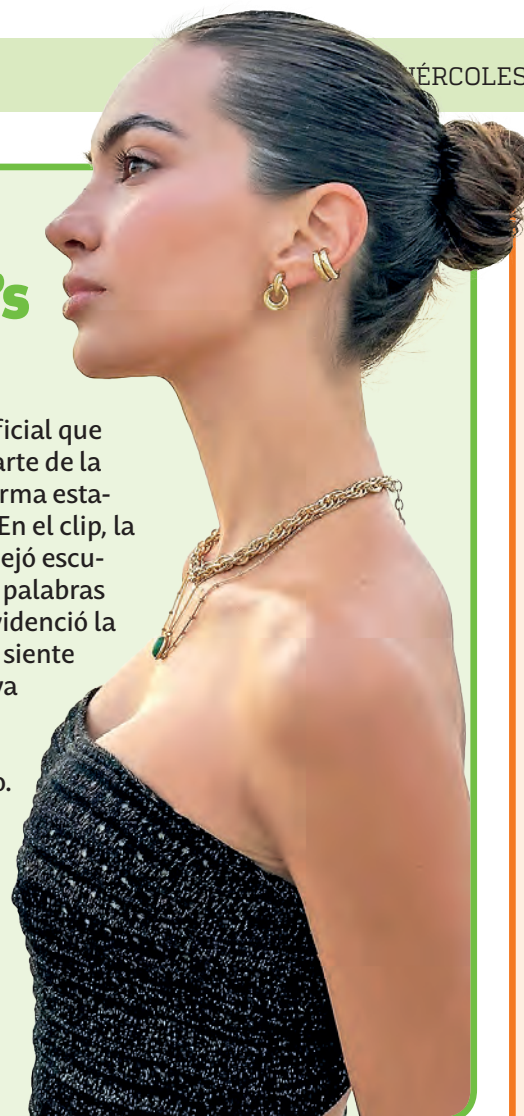 IÉRCOLES
's
ficial que
arte de la
rma esta-
En el clip, la
ejó escu-
palabras
videnció la
siente
va
o.